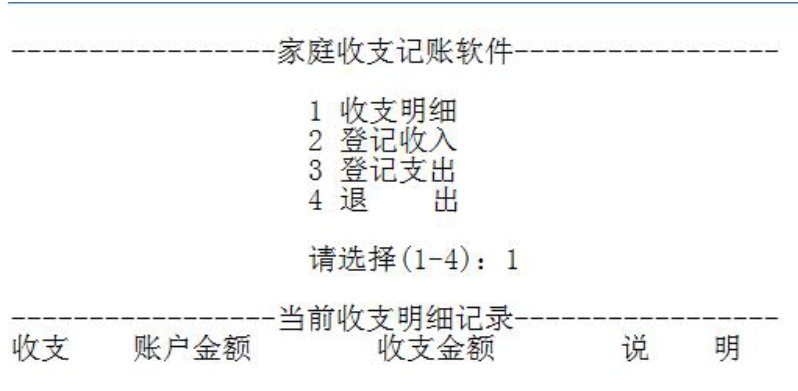 -----------------家庭收支记账软件-----------------
1 收支明细
2 登记收入
3 登记支出
4 退    出
请选择(1-4): 1
-----------------当前收支明细记录-----------------
收支    账户金额        收支金额        说    明